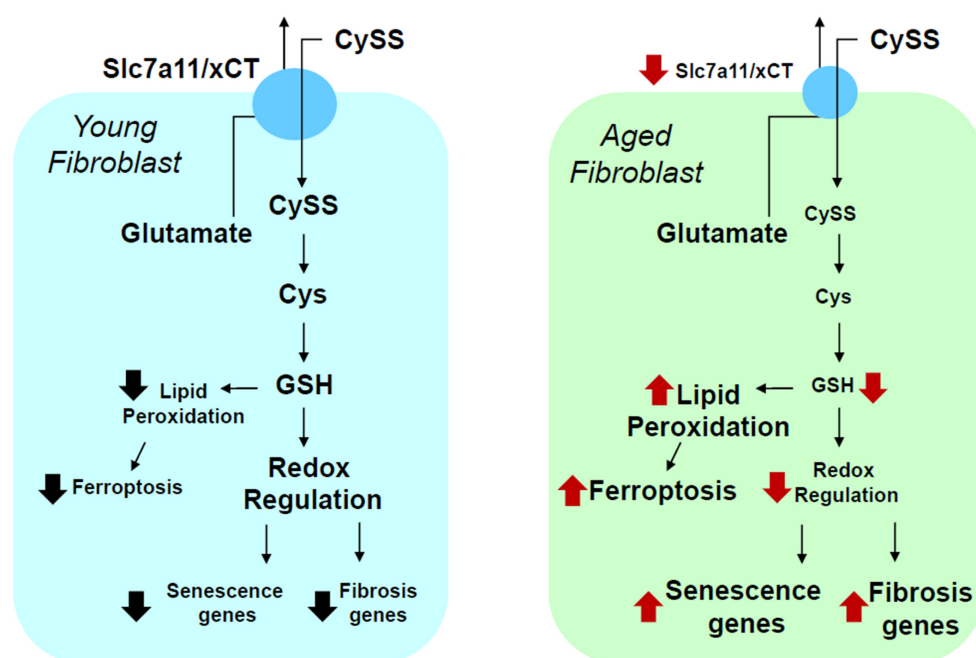 CySS
Slc7a11/xCT
Young
Fibroblast
CySS
Glutamate
Cys
GSH
Lipid
Peroxidation
Ferroptosis
Redox
Regulation
Senescence
genes
Fibrosis
genes
CySS
Slc7a11/xCT
Aged
Fibroblast
CySS
Glutamate
Cys
GSH
Lipid
Peroxidation
Ferroptosis
Redox
Regulation
Senescence
genes
Fibrosis
genes